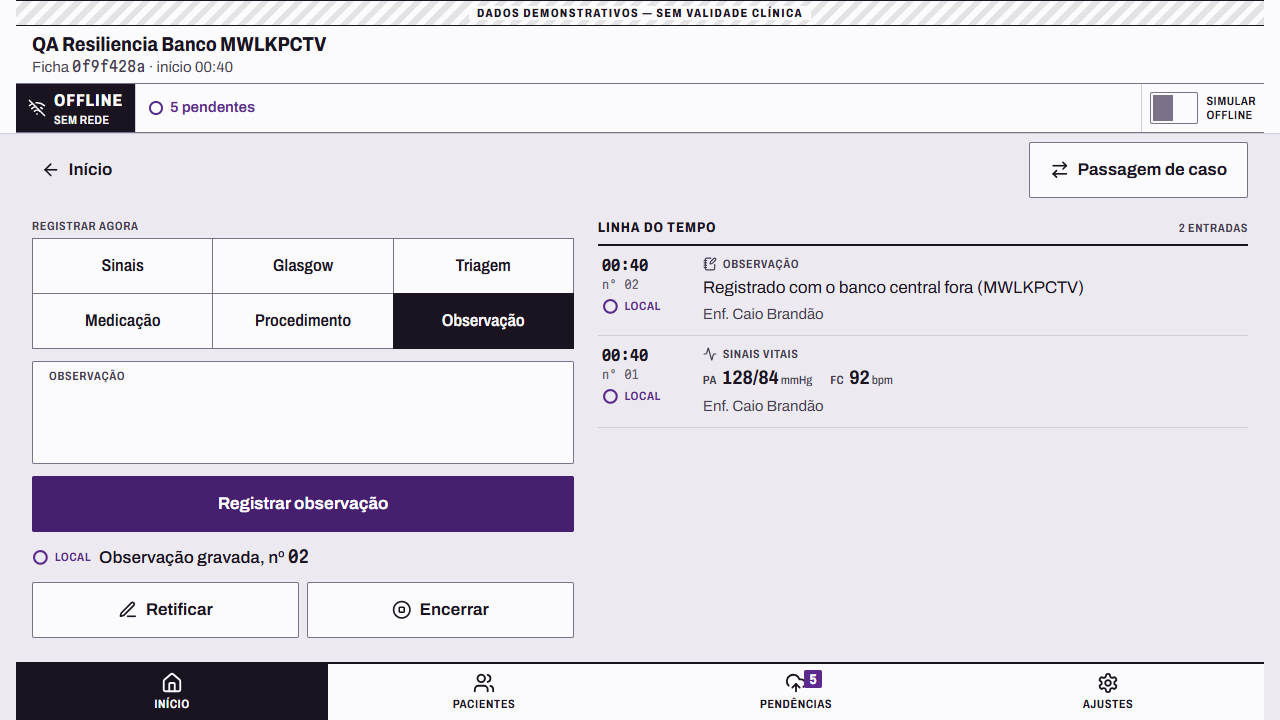 DADOS DEMONSTRATIVOS — SEM VALIDADE CLÍNICA
QA Resiliencia Banco MWLKPCTV
Ficha 0f9f428a · início 00:40
OFFLINE
SEM REDE
5 pendentes
SIMULAR
OFFLINE
Início
Passagem de caso
REGISTRAR AGORA
Sinais
Glasgow
Triagem
Medicação
Procedimento
Observação
OBSERVAÇÃO
Registrar observação
LOCAL Observação gravada, nº 02
Retificar
Encerrar
LINHA DO TEMPO
2 ENTRADAS
00:40
n° 02
LOCAL
OBSERVAÇÃO
Registrado com o banco central fora (MWLKPCTV)
Enf. Caio Brandão
00:40
n° 01
LOCAL
SINAIS VITAIS
PA 128/84 mmHg FC 92 bpm
Enf. Caio Brandão
INÍCIO
PACIENTES
5
PENDÊNCIAS
AJUSTES